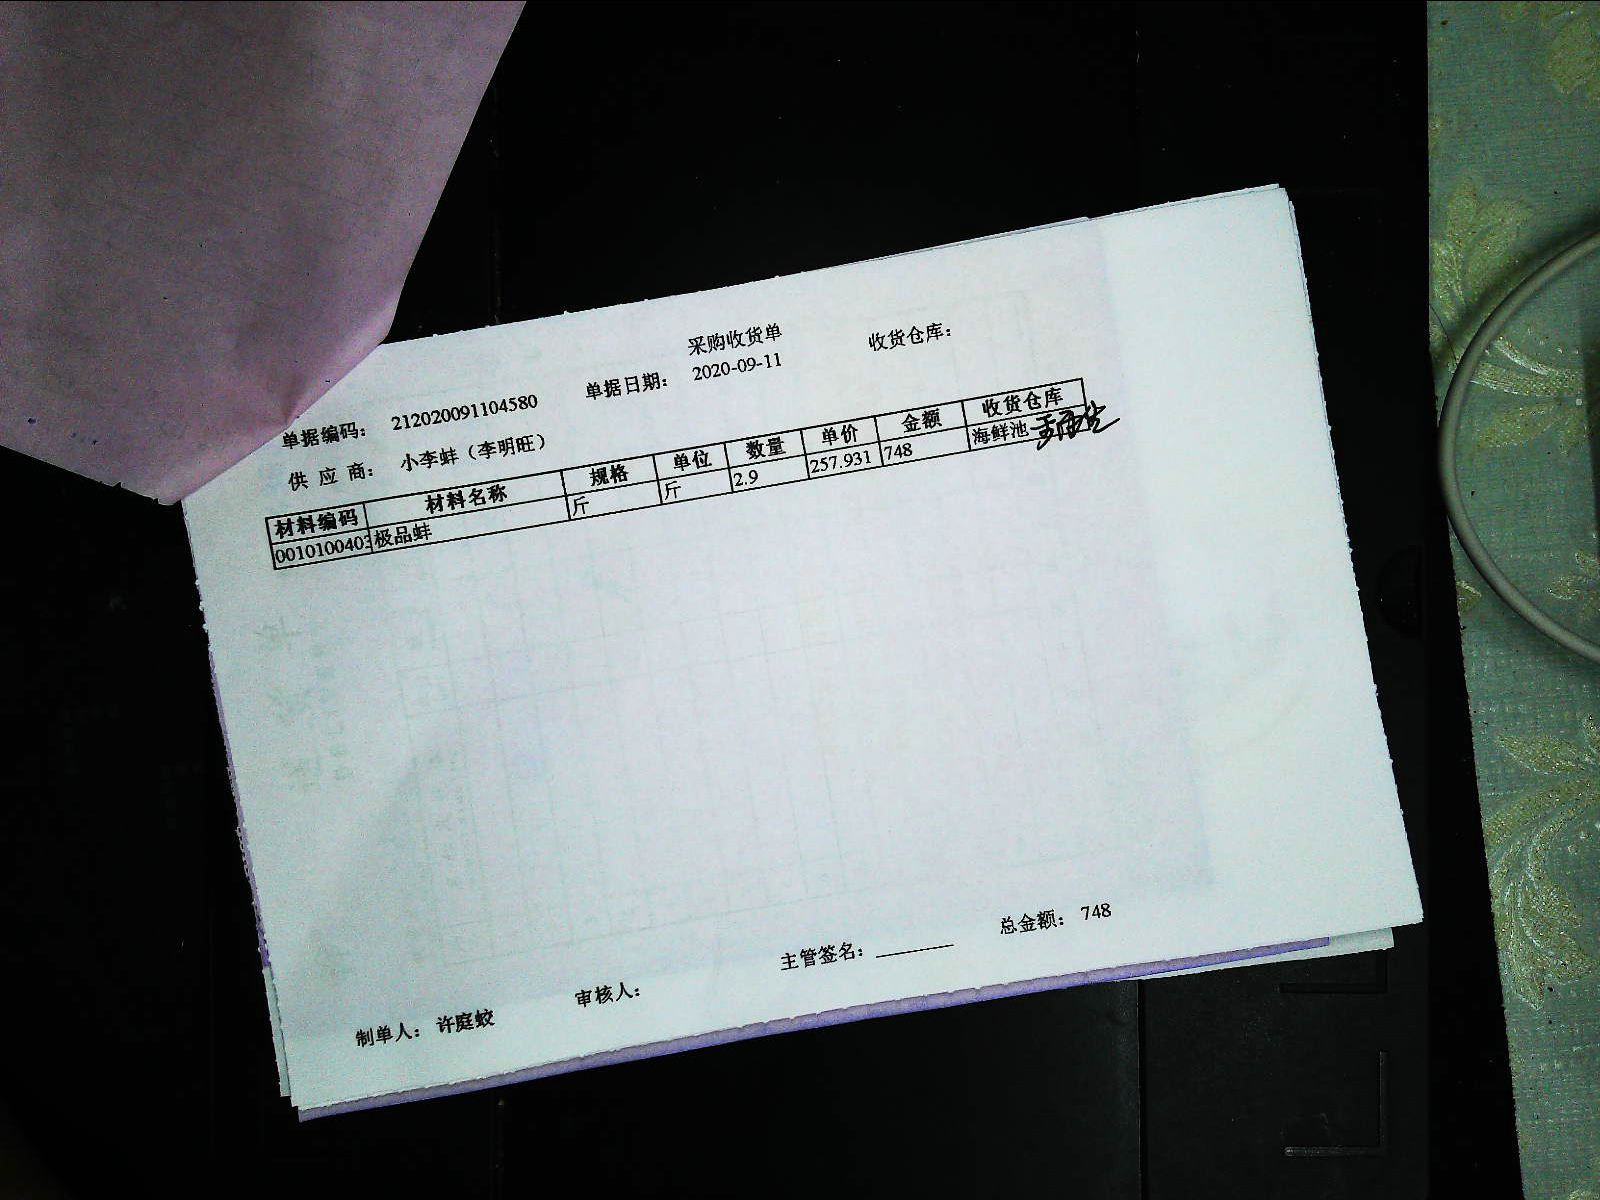 采购收货单
单据编码： 212020091104580 单据日期： 2020-09-11 收货仓库：
供 应 商： 小李蚌（李明旺）
材料编码 材料名称 规格 单位 数量 单价 金额 收货仓库
0010100403 极品蚌 斤 斤 2.9 257.931 748 海鲜池
制单人： 许庭蛟 审核人： 主管签名：________ 总金额： 748